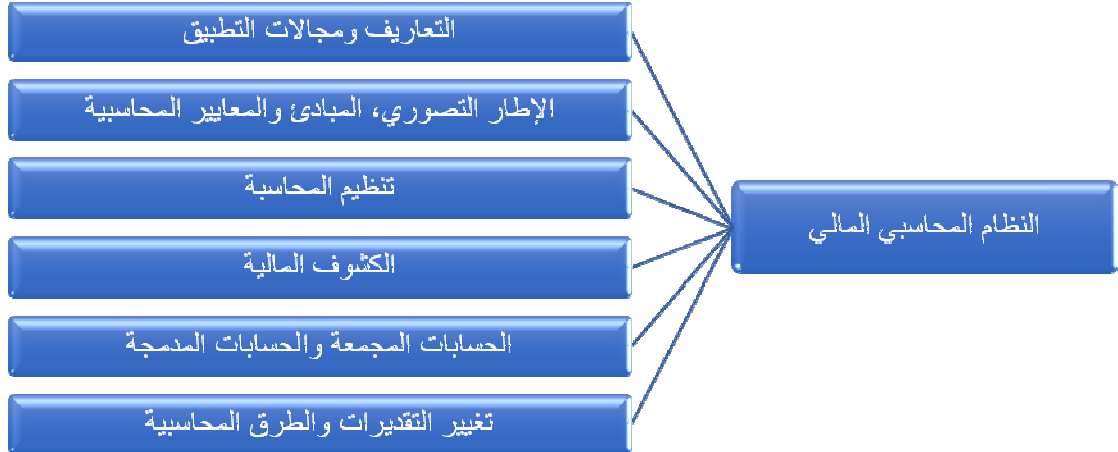 النظام المحاسبي المالي
التعاريف ومجالات التطبيق
الإطار التصوري، المبادئ والمعايير المحاسبية
تنظيم المحاسبة
الكشوف المالية
الحسابات المجمعة والحسابات المدمجة
تغيير التقديرات والطرق المحاسبية